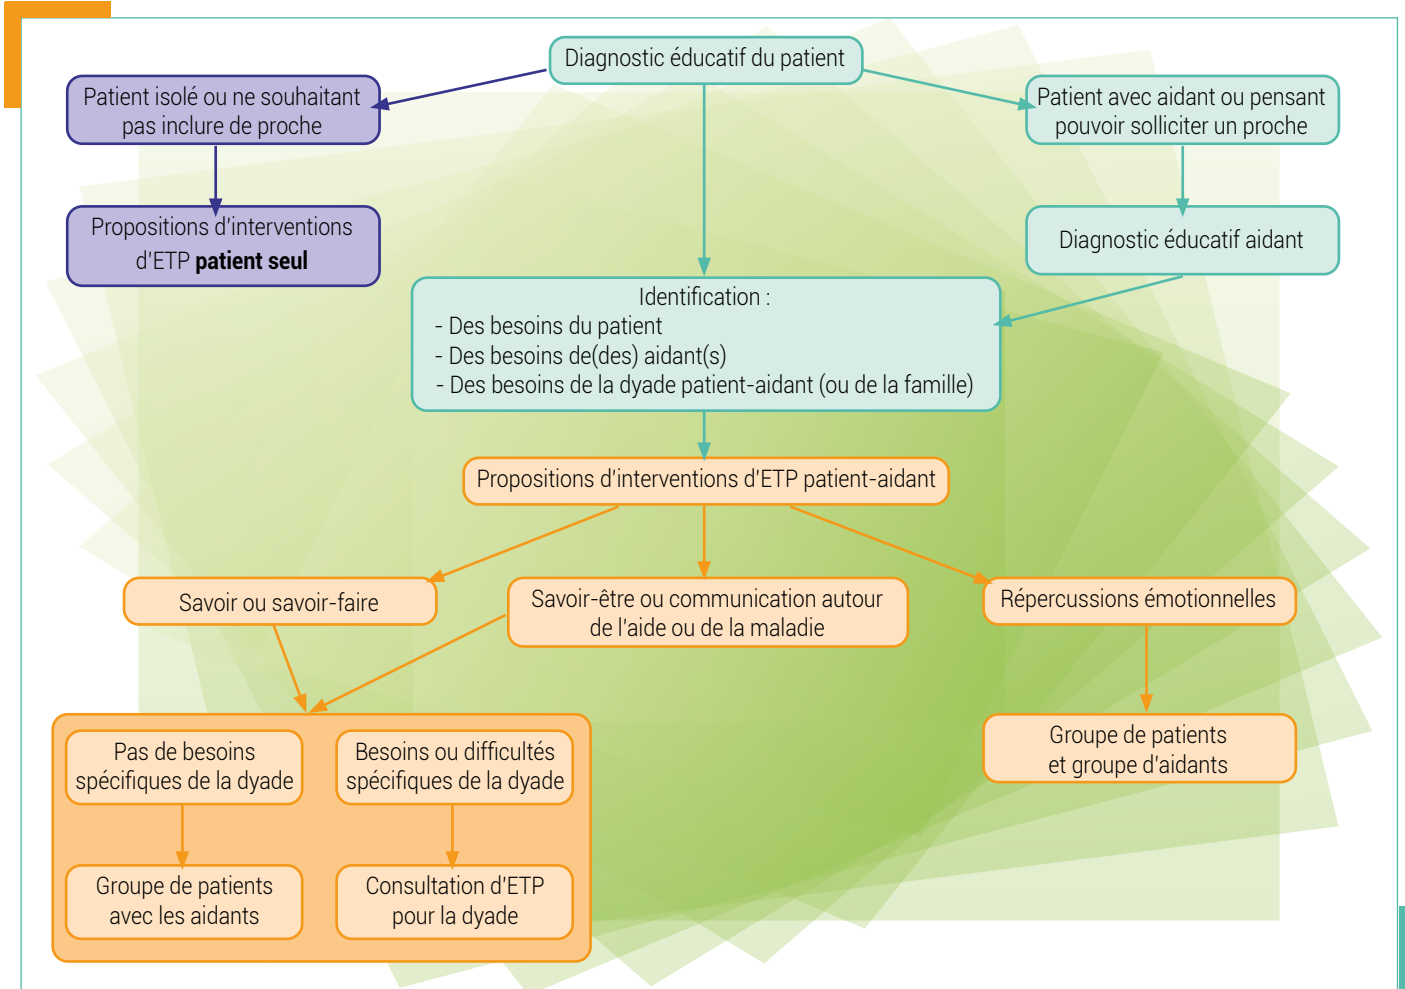 Diagnostic éducatif du patient
Patient isolé ou ne souhaitant
pas inclure de proche
Patient avec aidant ou pensant
pouvoir solliciter un proche
Propositions d'interventions
d'ETP patient seul
Diagnostic éducatif aidant
Identification :
- Des besoins du patient
- Des besoins de(des) aidant(s)
- Des besoins de la dyade patient-aidant (ou de la famille)
Propositions d'interventions d'ETP patient-aidant
Savoir ou savoir-faire
Savoir-être ou communication autour
de l'aide ou de la maladie
Répercussions émotionnelles
Pas de besoins
spécifiques de la dyade
Besoins ou difficultés
spécifiques de la dyade
Groupe de patients
et groupe d'aidants
Groupe de patients
avec les aidants
Consultation d'ETP
pour la dyade